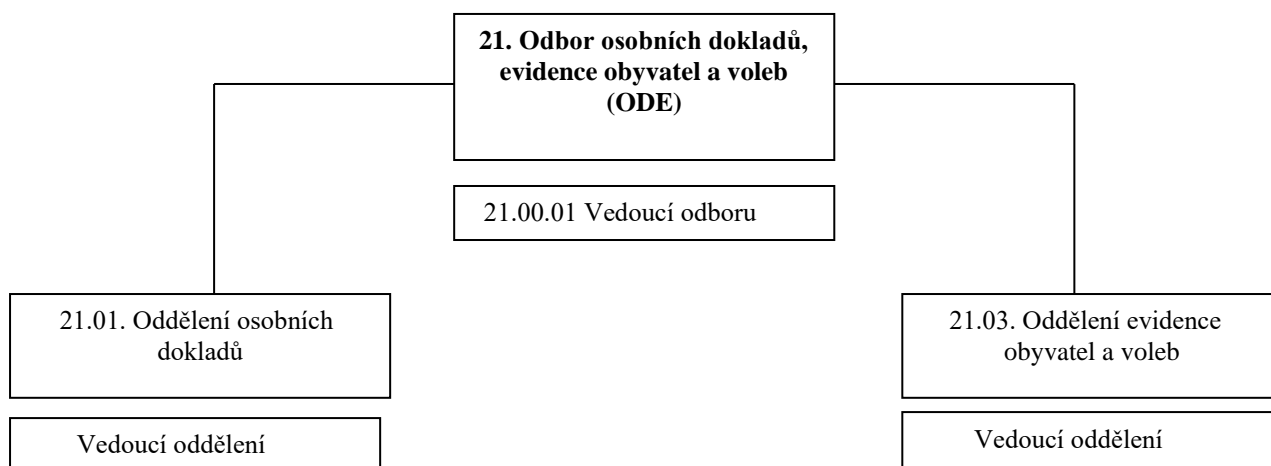 21. Odbor osobních dokladů,
evidence obyvatel a voleb
(ODE)
21.00.01 Vedoucí odboru
21.01. Oddělení osobních
dokladů
Vedoucí oddělení
21.03. Oddělení evidence
obyvatel a voleb
Vedoucí oddělení